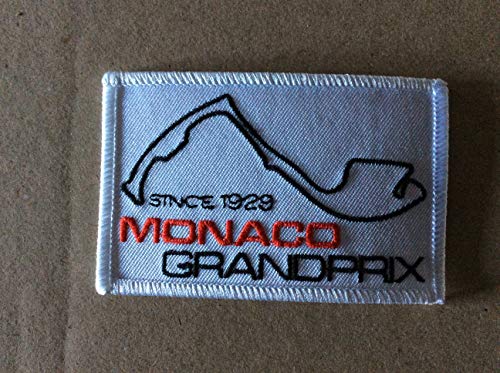 SINCE 1929
MONACO
GRANDPRIX